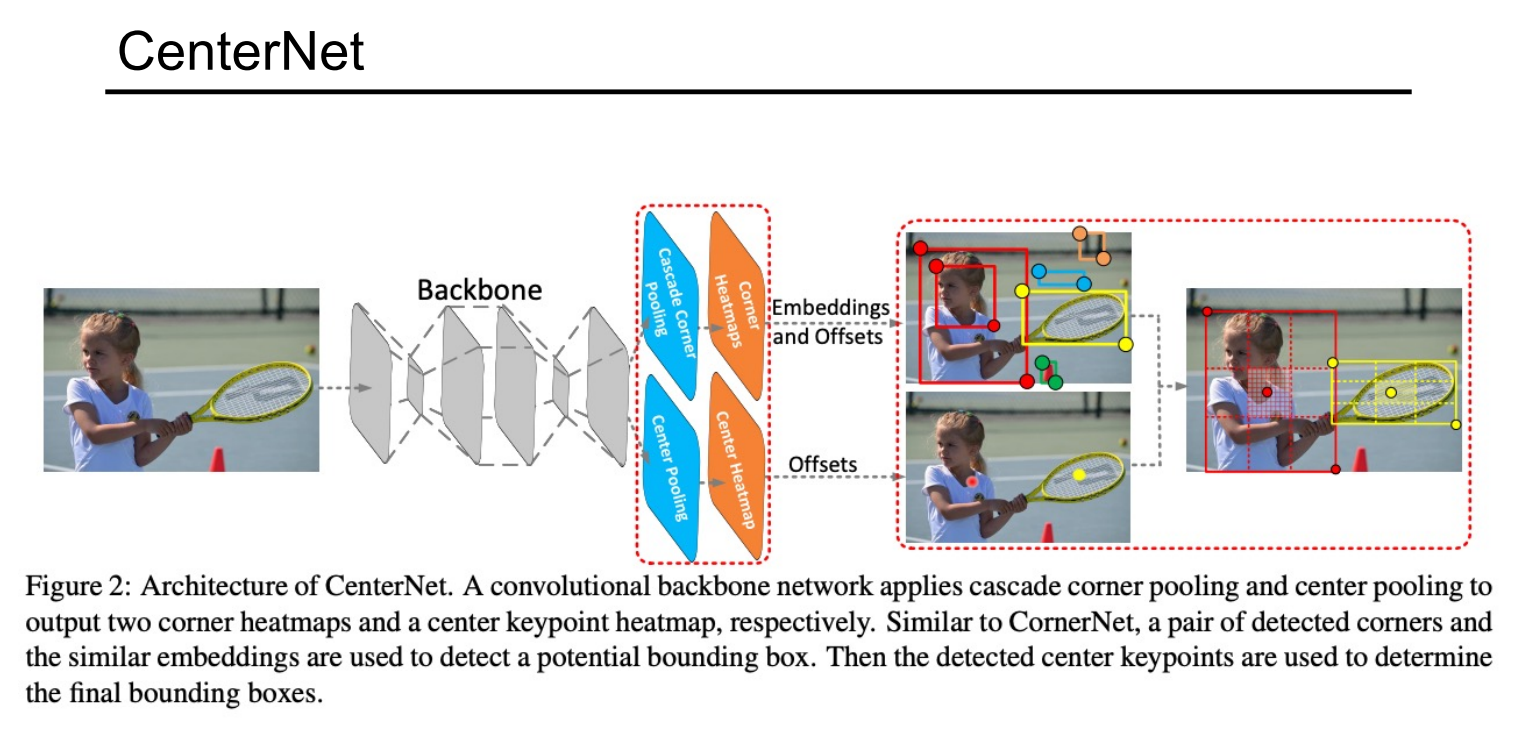 CenterNet
Backbone
Cascade Corner
Pooling
Corner
Heatmaps
Embeddings
and Offsets
Center Pooling
Center Heatmap
Offsets
Figure 2: Architecture of CenterNet. A convolutional backbone network applies cascade corner pooling and center pooling to
output two corner heatmaps and a center keypoint heatmap, respectively. Similar to CornerNet, a pair of detected corners and
the similar embeddings are used to detect a potential bounding box. Then the detected center keypoints are used to determine
the final bounding boxes.